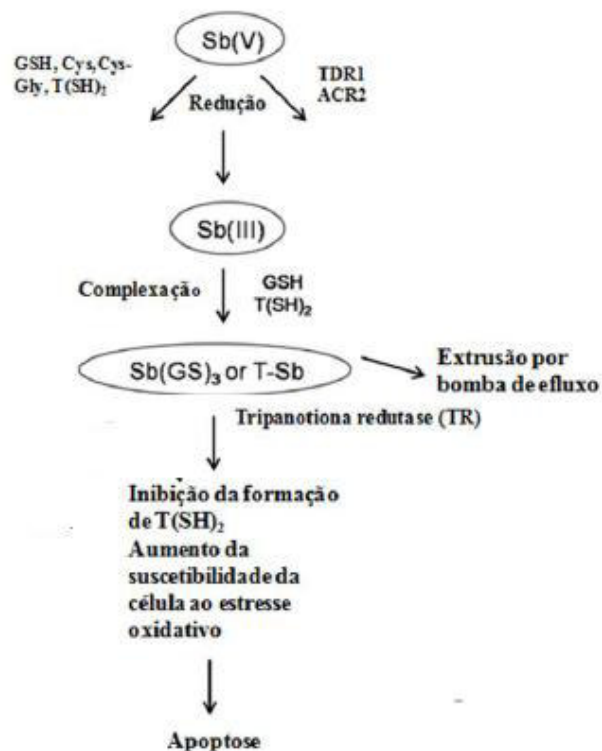 Sb(V)
GSH, Cys,Cys-
Gly, T(SH)₂
TDR1
ACR2
Redução
Sb(III)
Complexação
GSH
T(SH)₂
Sb(GS)₃ or T-Sb
Extrusão por
bomba de efluxo
Tripanotiona redutase (TR)
Inibição da formação
de T(SH)₂
Aumento da
suscetibilidade da
célula ao estresse
oxidativo
Apoptose